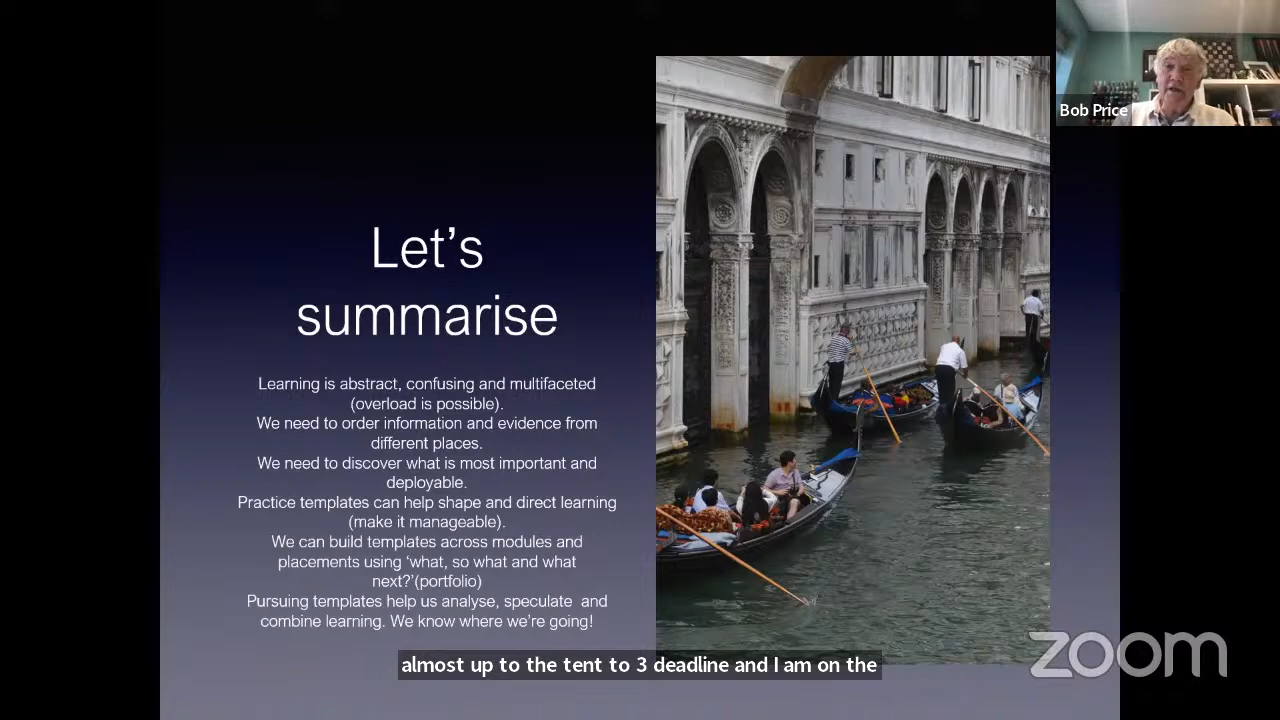 Bob Price
Let's
summarise
Learning is abstract, confusing and multifaceted
(overload is possible).
We need to order information and evidence from
different places.
We need to discover what is most important and
deployable.
Practice templates can help shape and direct learning
(make it manageable).
We can build templates across modules and
placements using ‘what, so what and what
next?’(portfolio)
Pursuing templates help us analyse, speculate  and
combine learning. We know where we’re going!
almost up to the tent to 3 deadline and I am on the
zoom